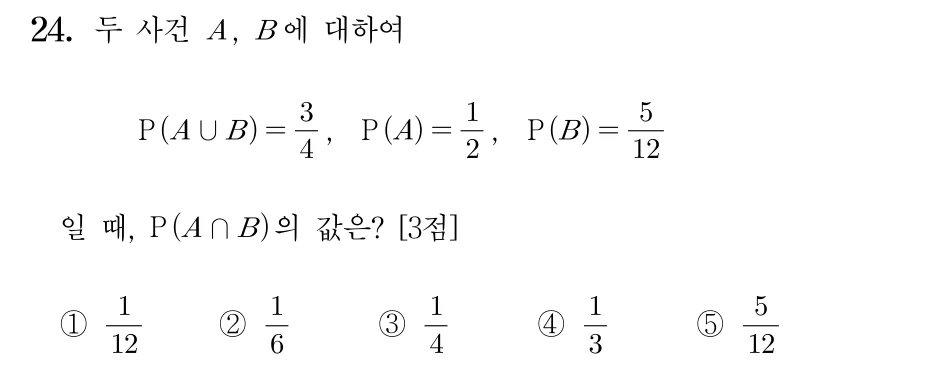 24. 두 사건 A, B에 대하여
P(A∪B)=3/4, P(A)=1/2, P(B)=5/12
일 때, P(A∩B)의 값은? [3점]
① 1/12 ② 1/6 ③ 1/4 ④ 1/3 ⑤ 5/12